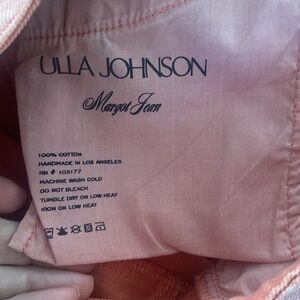 ULLA JOHNSON
Margot Jean
100% COTTON
HANDMADE IN LOS ANGELES
RN # 105177
MACHINE WASH COLD
DO NOT BLEACH
TUMBLE DRY ON LOW HEAT
IRON ON LOW HEAT